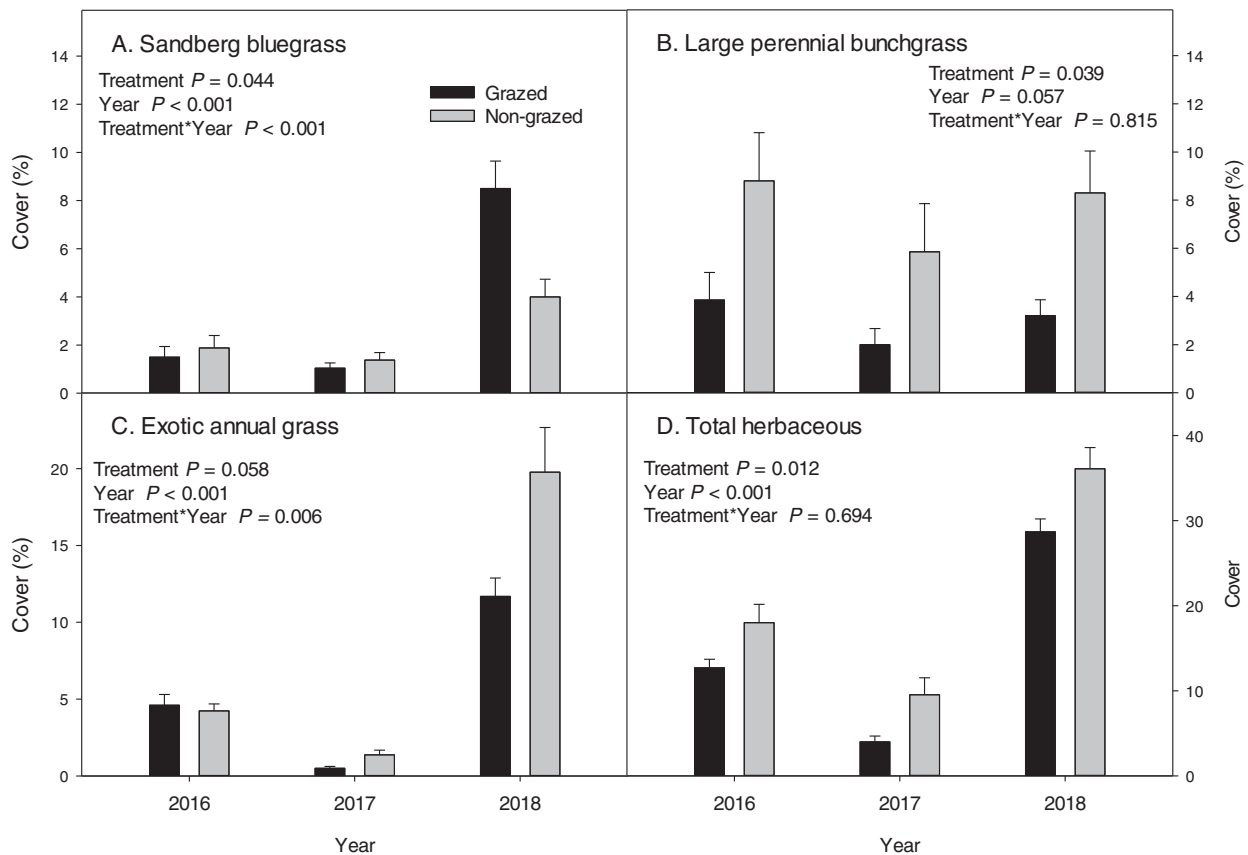 A. Sandberg bluegrass
Treatment P = 0.044
Year P < 0.001
Treatment*Year P < 0.001
Grazed
Non-grazed
Cover (%)
14
12
10
8
6
4
2
0
B. Large perennial bunchgrass
Treatment P = 0.039
Year P = 0.057
Treatment*Year P = 0.815
14
12
10
8
6
4
2
0
Cover (%)
C. Exotic annual grass
Treatment P = 0.058
Year P < 0.001
Treatment*Year P = 0.006
Cover (%)
20
15
10
5
0
2016
2017
2018
Year
D. Total herbaceous
Treatment P = 0.012
Year P < 0.001
Treatment*Year P = 0.694
40
30
20
10
0
Cover
2016
2017
2018
Year